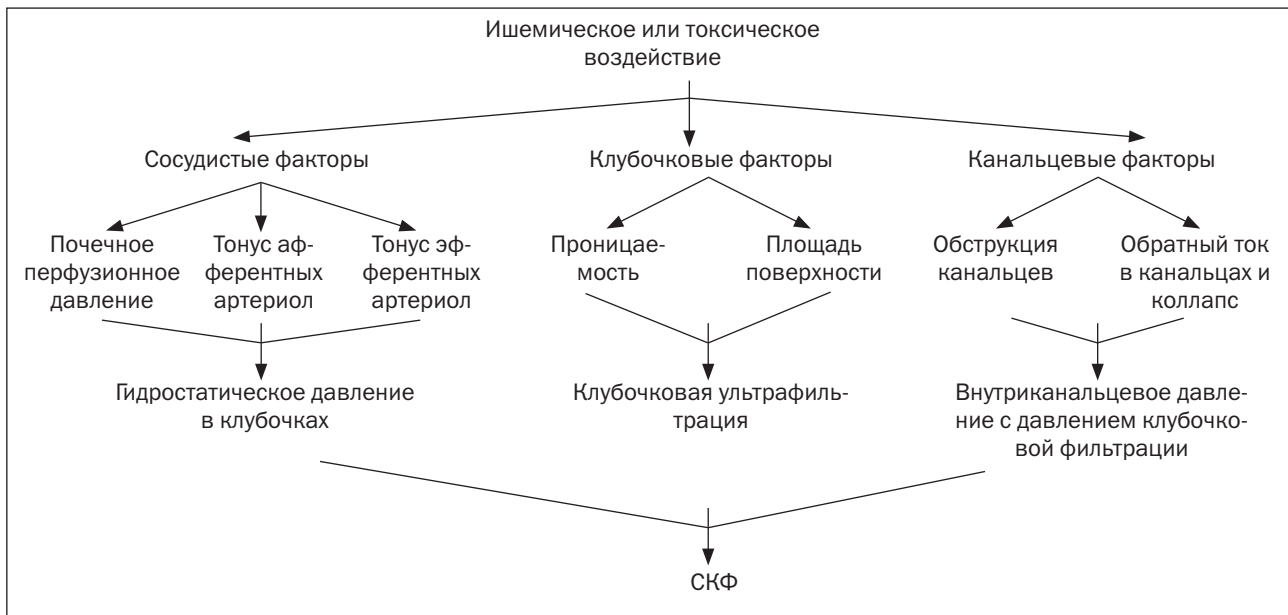 Ишемическое или токсическое
воздействие
Сосудистые факторы
Клубочковые факторы
Канальцевые факторы
Почечное
перфузионное
давление
Тонус аф-
ферентных
артериол
Тонус эф-
ферентных
артериол
Проницае-
мость
Площадь
поверхности
Обструкция
канальцев
Обратный ток
в канальцах и
коллапс
Гидростатическое давление
в клубочках
Клубочковая ультрафиль-
трация
Внутриканальцевое давле-
ние с давлением клубочко-
вой фильтрации
СКФ